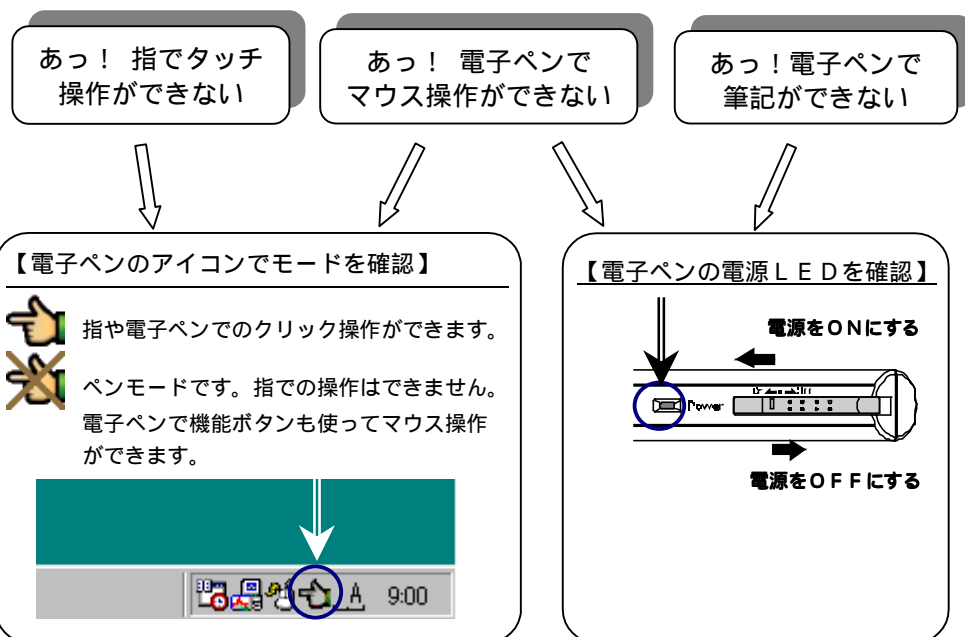 あっ！ 指でタッチ
操作ができない
あっ！ 電子ペンで
マウス操作ができない
あっ！電子ペンで
筆記ができない
【電子ペンのアイコンでモードを確認】
指や電子ペンでのクリック操作ができます。
ペンモードです。指での操作はできません。
電子ペンで機能ボタンも使ってマウス操作
ができます。
A 9:00
【電子ペンの電源ＬＥＤを確認】
電源をＯＮにする
Power
電源をＯＦＦにする